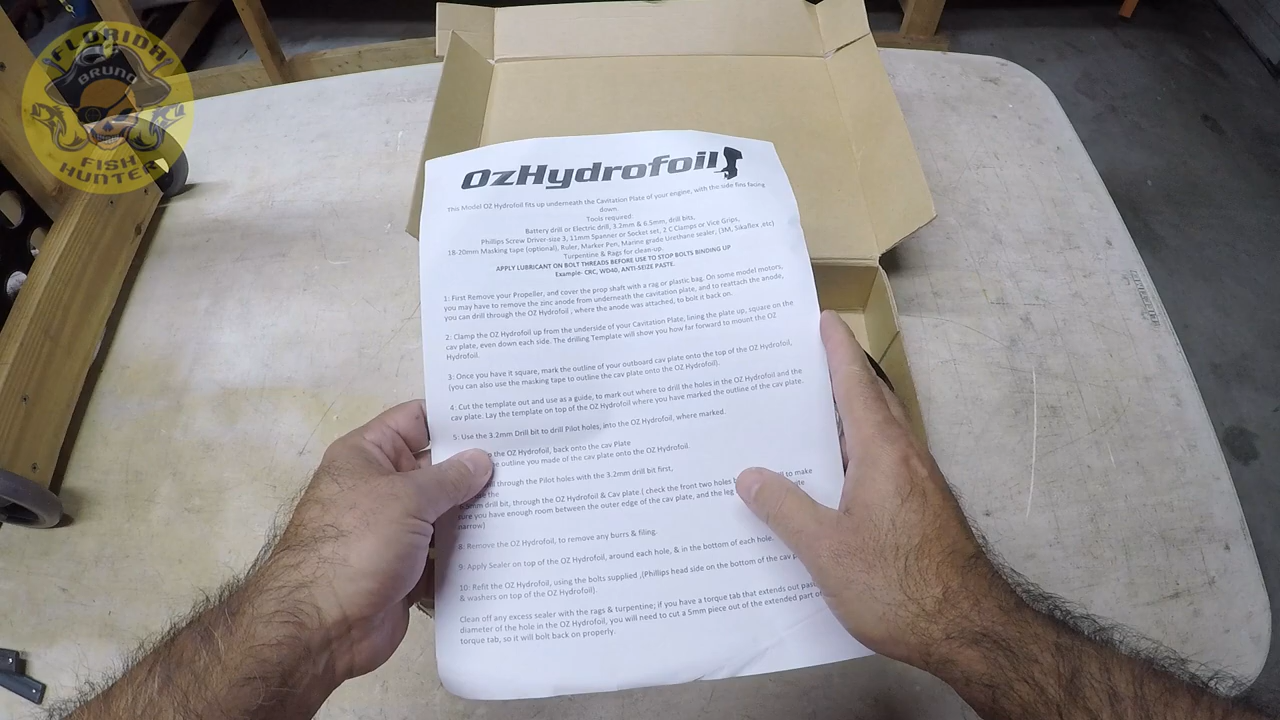 FLORIDA
BRUNO
FISH
HUNTER
OzHydrofoil
This Model OZ Hydrofoil fits up underneath the Cavitation Plate of your engine, with the side fins facing
down.
Tools required
Battery drill or Electric drill, 3.2mm & 6.5mm, drill bits,
Phillips Screw Driver size 3, 11mm Spanner or Socket set, 2 C Clamps or Vice Grips,
18-20mm Masking tape (optional), Ruler, Marker Pen, Marine grade Urethane sealer, (3M, Sikaflex ,etc)
Turpentine & Rags for clean-up.
APPLY LUBRICANT ON BOLT THREADS BEFORE USE TO STOP BOLTS BINDING UP
Example- CRC, WD40, ANTI-SEIZE PASTE.
1: First Remove your Propeller, and cover the prop shaft with a rag or plastic bag. On some model motors,
you may have to remove the zinc anode from underneath the cavitation plate, and to reattach the anode,
you can drill through the OZ Hydrofoil , where the anode was attached, to bolt it back on.
2: Clamp the OZ Hydrofoil up from the underside of your Cavitation Plate, lining the plate up, square on the
cav plate, even down each side. The drilling Template will show you how far forward to mount the OZ
Hydrofoil.
3: Once you have it square, mark the outline of your outboard cav plate onto the top of the OZ Hydrofoil,
(you can also use the masking tape to outline the cav plate onto the OZ Hydrofoil).
4: Cut the template out and use as a guide, to mark out where to drill the holes in the OZ Hydrofoil and the
cav plate. Lay the template on top of the OZ Hydrofoil where you have marked the outline of the cav plate.
5: Use the 3.2mm Drill bit to drill Pilot holes, into the OZ Hydrofoil, where marked.
the OZ Hydrofoil, back onto the cav Plate
outline you made of the cav plate onto the OZ Hydrofoil.
through the Pilot holes with the 3.2mm drill bit first,
the
drill bit, through the OZ Hydrofoil & Cav plate.( check the front two holes to make
sure you have enough room between the outer edge of the cav plate, and the leg
narrow)
8: Remove the OZ Hydrofoil, to remove any burrs & filing.
9: Apply Sealer on top of the OZ Hydrofoil, around each hole, & in the bottom of each hole.
10: Refit the OZ Hydrofoil, using the bolts supplied ,(Phillips head side on the bottom of the cav
& washers on top of the OZ Hydrofoil).
Clean off any excess sealer with the rags & turpentine; if you have a torque tab that extends out past
diameter of the hole in the OZ Hydrofoil, you will need to cut a 5mm piece out of the extended part of
torque tab, so it will bolt back on properly.